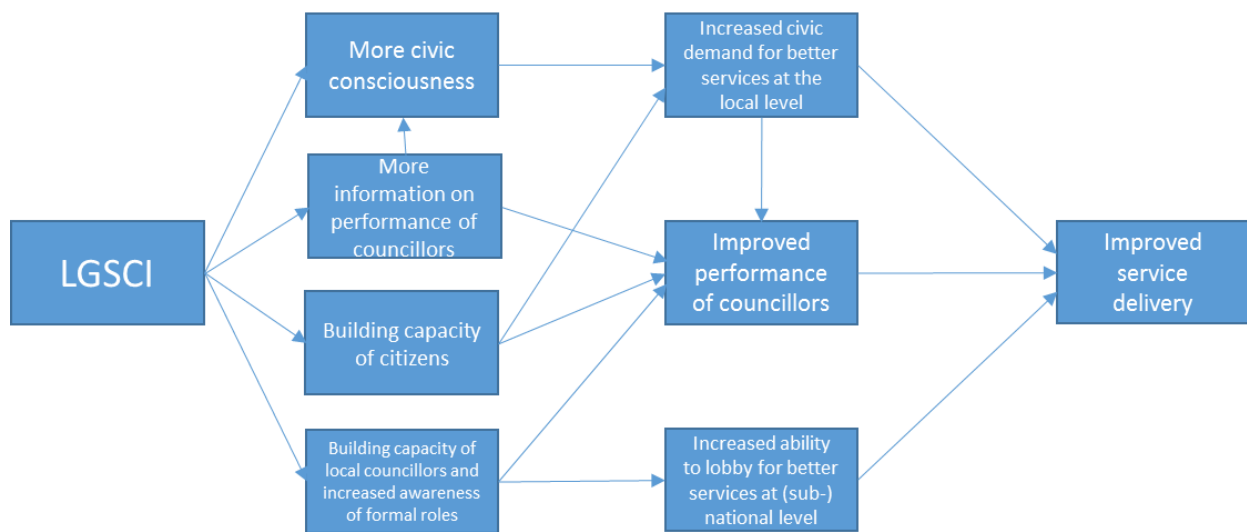 LGSCI
More civic
consciousness
More
information on
performance of
councillors
Building capacity
of citizens
Building capacity of
local councillors and
increased awareness
of formal roles
Increased civic
demand for better
services at the
local level
Improved
performance
of councillors
Increased ability
to lobby for better
services at (sub-)
national level
Improved
service
delivery